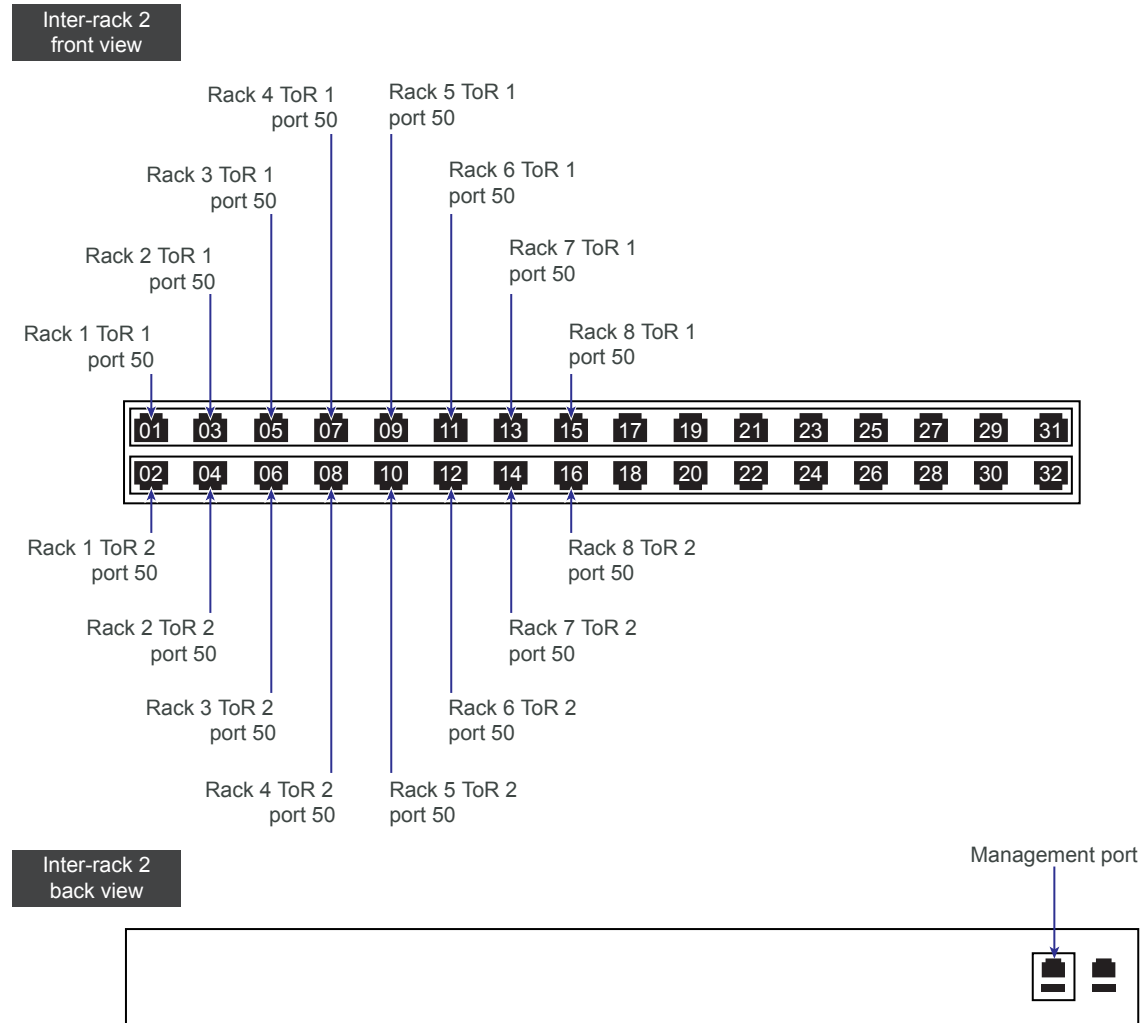 Inter-rack 2
front view
Rack 4 ToR 1
port 50
Rack 5 ToR 1
port 50
Rack 3 ToR 1
port 50
Rack 6 ToR 1
port 50
Rack 2 ToR 1
port 50
Rack 7 ToR 1
port 50
Rack 1 ToR 1
port 50
Rack 8 ToR 1
port 50
01 03 05 07 09 11 13 15 17 19 21 23 25 27 29 31
02 04 06 08 10 12 14 16 18 20 22 24 26 28 30 32
Rack 1 ToR 2
port 50
Rack 8 ToR 2
port 50
Rack 2 ToR 2
port 50
Rack 7 ToR 2
port 50
Rack 3 ToR 2
port 50
Rack 6 ToR 2
port 50
Rack 4 ToR 2
port 50
Rack 5 ToR 2
port 50
Inter-rack 2
back view
Management port